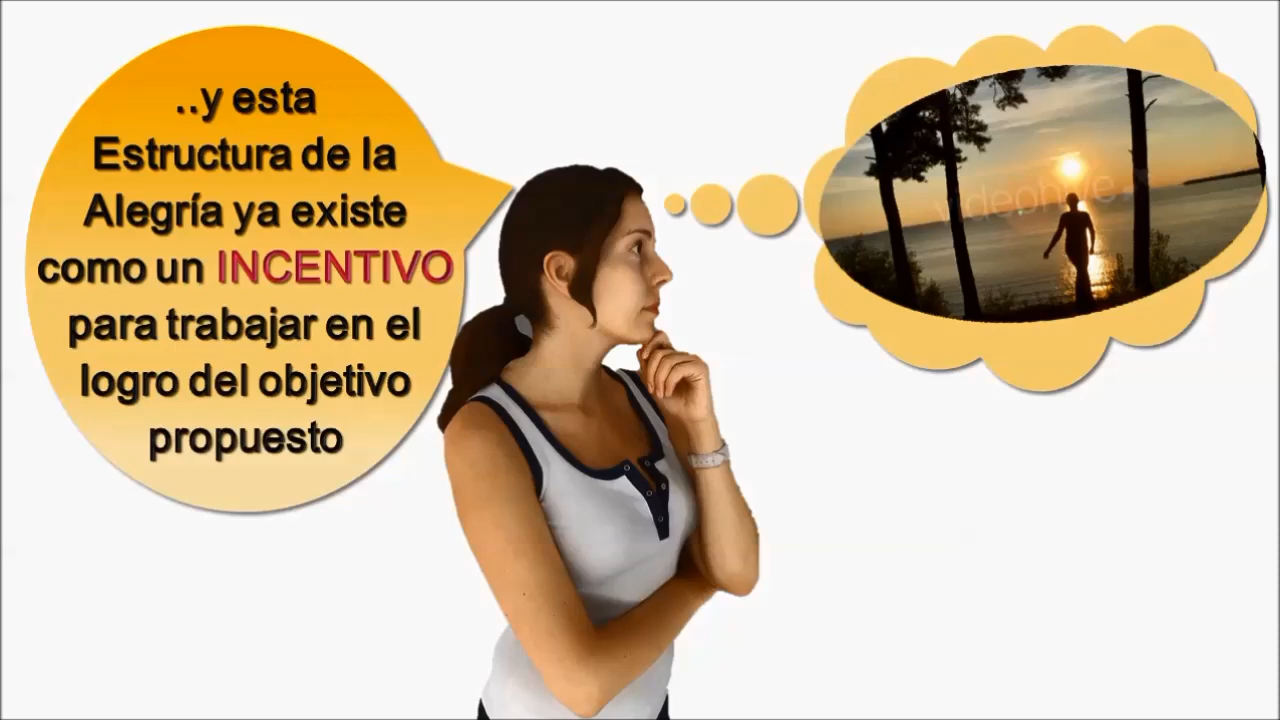 ..y esta
Estructura de la
Alegría ya existe
como un INCENTIVO
para trabajar en el
logro del objetivo
propuesto